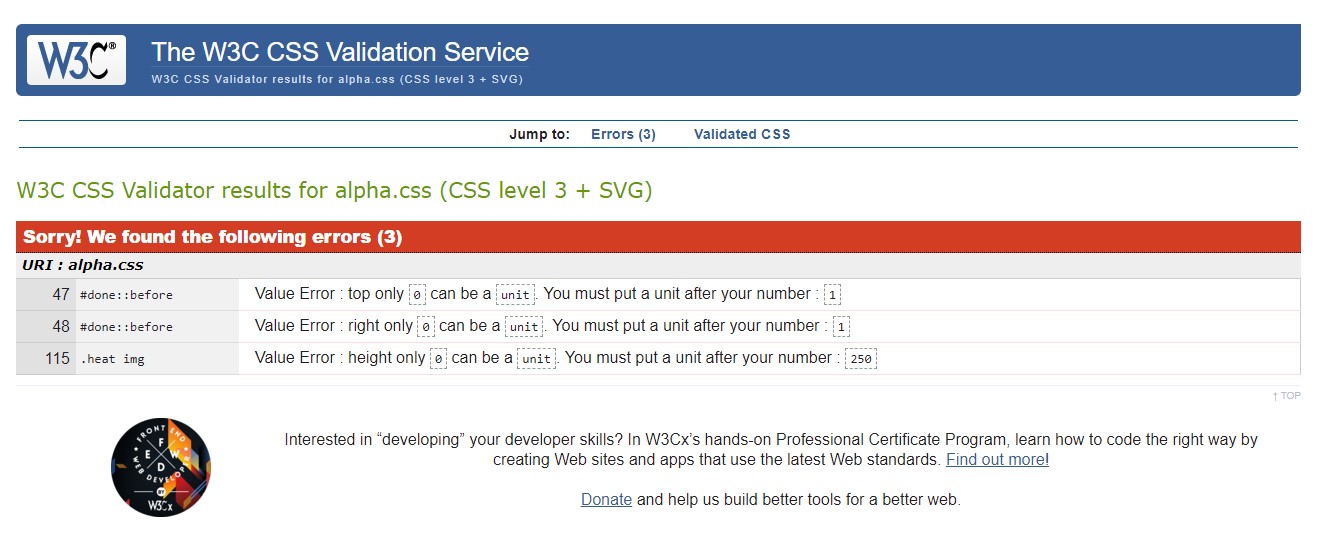 W3C®
The W3C CSS Validation Service
W3C CSS Validator results for alpha.css (CSS level 3 + SVG)
Jump to: Errors (3) Validated CSS
W3C CSS Validator results for alpha.css (CSS level 3 + SVG)
Sorry! We found the following errors (3)
URI : alpha.css
47 #done::before Value Error : top only 0 can be a unit. You must put a unit after your number : 1
48 #done::before Value Error : right only 0 can be a unit. You must put a unit after your number : 1
115 .heat img Value Error : height only 0 can be a unit. You must put a unit after your number : 250
↑ TOP
FRONT END
F
E W
D
WEB DEVELOPER
BY
W3Cx
Interested in “developing” your developer skills? In W3Cx’s hands-on Professional Certificate Program, learn how to code the right way by
creating Web sites and apps that use the latest Web standards. Find out more!
Donate and help us build better tools for a better web.